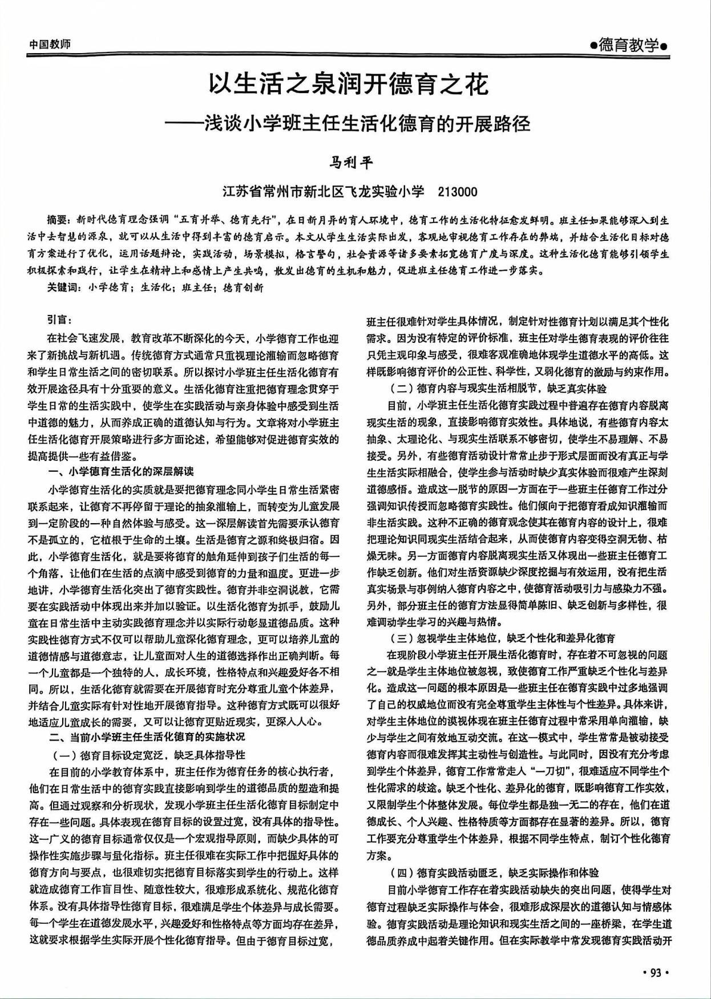 中国教师
●德育教学●
以生活之泉润开德育之花
——浅谈小学班主任生活化德育的开展路径
马利平
江苏省常州市新北区飞龙实验小学　213000
摘要：新时代德育理念强调“五育并举、德育先行”，在日新月异的育人环境中，德育工作的生活化特征愈发鲜明。班主任如果能够深入到生
活中去智慧的源泉，就可以从生活中得到丰富的德育启示。本文从学生生活实际出发，客观地审视德育工作存在的弊端，并结合生活化目标对德
育方案进行了优化，运用话题辩论，实践活动，场景模拟，格言警句，社会资源等诸多要素拓宽德育广度与深度。这种生活化德育能够引领学生
积极探索和践行，让学生在精神上和感情上产生共鸣，散发出德育的生机和魅力，促进班主任德育工作进一步落实。
关键词：小学德育；生活化；班主任；德育创新
引言：
在社会飞速发展，教育改革不断深化的今天，小学德育工作也迎
来了新挑战与新机遇。传统德育方式通常只重视理论灌输而忽略德育
和学生日常生活之间的密切联系。所以探讨小学班主任生活化德育有
效开展途径具有十分重要的意义。生活化德育注重把德育理念贯穿于
学生日常的生活实践中，使学生在实践活动与亲身体验中感受到生活
中道德的魅力，从而养成正确的道德认知与行为。文章将对小学班主
任生活化德育开展策略进行多方面论述，希望能够对促进德育实效的
提高提供一些有益借鉴。
一、小学德育生活化的深层解读
小学德育生活化的实质就是要把德育理念同小学生日常生活紧密
联系起来，让德育不再停留于理论的抽象灌输上，而转变为儿童发展
到一定阶段的一种自然体验与感受。这一深层解读首先需要承认德育
不是孤立的，它植根于生命的土壤。生活是德育之源和终极归宿。因
此，小学德育生活化，就是要将德育的触角延伸到孩子们生活的每一
个角落，让他们在生活的点滴中感受到德育的力量和温度。更进一步
地讲，小学德育生活化突出了德育实践性。德育并非空洞说教，它需
要在实践活动中体现出来并加以验证。以生活化德育为抓手，鼓励儿
童在日常生活中主动实践德育理念并以实际行动彰显道德品质。这种
实践性德育方式不仅可以帮助儿童深化德育理念，更可以培养儿童的
道德情感与道德意志，让儿童面对人生的道德选择作出正确判断。每
一个儿童都是一个独特的人，成长环境，性格特点和兴趣爱好各不相
同。所以，生活化德育就需要在开展德育时充分尊重儿童个体差异，
并结合儿童实际有针对性地开展德育指导。这种德育方式既可以很好
地适应儿童成长的需要，又可以让德育更贴近现实，更深入人心。
二、当前小学班主任生活化德育的实施状况
（一）德育目标设定宽泛，缺乏具体指导性
在目前的小学教育体系中，班主任作为德育任务的核心执行者，
他们在日常生活中的德育实践直接影响到学生的道德品质的塑造和提
高。但通过观察和分析现状，发现小学班主任生活化德育目标制定中
存在一些问题。具体表现在德育目标的设置过宽，没有具体的指导性。
这一广义的德育目标通常仅仅是一个宏观指导原则，而缺少具体的可
操作性实施步骤与量化指标。班主任很难在实际工作中把握好具体的
德育方向与要点，也很难切实把德育目标落实到学生的行动上。这样
就造成德育工作盲目性、随意性较大，很难形成系统化、规范化德育
体系。没有具体指导性德育目标，很难满足学生个体差异与成长需要。
每一个学生在道德发展水平，兴趣爱好和性格特点等方面均存在差异，
这就要求根据学生实际开展个性化德育指导。但由于德育目标过宽，
班主任很难针对学生具体情况，制定针对性德育计划以满足其个性化
需求。因为没有特定的评价标准，班主任对学生德育表现的评价往往
只凭主观印象与感受，很难客观准确地体现学生道德水平的高低。这
样既影响德育评价的公正性、科学性，又弱化德育的激励与约束作用。
（二）德育内容与现实生活相脱节，缺乏真实体验
目前，小学班主任生活化德育实践过程中普遍存在德育内容脱离
现实生活的现象，直接影响德育实效性。具体地说，有些德育内容太
抽象、太理论化、与现实生活联系不够密切，使学生不易理解、不易
接受。另外，有些德育活动设计常常止步于形式层面而没有真正与学
生生活实际相融合，使学生参与活动时缺少真实体验而很难产生深刻
道德感悟。造成这一脱节的原因一方面在于一些班主任德育工作过分
强调知识传授而忽略德育实践性。他们倾向于把德育看成知识灌输而
非生活实践。这种不正确的德育观念使其在德育内容的设计上，很难
把理论知识同现实生活结合起来，从而使德育内容变得空洞无物、枯
燥无味。另一方面德育内容脱离现实生活又体现出一些班主任德育工
作缺乏创新。他们对生活资源缺少深度挖掘与有效运用，没有把生活
真实场景与事例纳入德育内容之中，使德育活动吸引力与感染力不强。
另外，部分班主任的德育方法显得简单陈旧、缺乏创新与多样性，很
难调动学生学习的兴趣与热情。
（三）忽视学生主体地位，缺乏个性化和差异化德育
在现阶段小学班主任开展生活化德育时，存在着不可忽视的问题
之一就是学生主体地位被忽视，致使德育工作严重缺乏个性化与差异
化。造成这一问题的根本原因是一些班主任在德育实践中过多地强调
了自己的权威地位而没有完全尊重学生主体性与个性差异。具体来讲，
对学生主体地位的漠视体现在班主任德育过程中常采用单向灌输，缺
少与学生之间有效地互动交流。在这一模式中，学生常常是被动接受
德育内容而很难发挥其主动性与创造性。与此同时，因没有充分考虑
到学生个体差异，德育工作常常走入“一刀切”，很难适应不同学生个
性化需求的歧途。缺乏个性化、差异化的德育，既影响德育工作实效，
又限制学生个体整体发展。每位学生都是独一无二的存在，他们在道
德成长、个人兴趣、性格特质等方面都存在显著的差异。所以，德育
工作要充分尊重学生个体差异，根据不同学生特点，制订个性化德育
方案。
（四）德育实践活动匮乏，缺乏实际操作和体验
目前小学德育工作存在着实践活动缺失的突出问题，使得学生对
德育过程缺乏实际操作与体会，很难形成深层次的道德认知与情感体
验。德育实践活动是理论知识和现实生活之间的一座桥梁，在学生道
德品质养成中起着关键作用。但在实际教学中常发现德育实践活动开
·93·